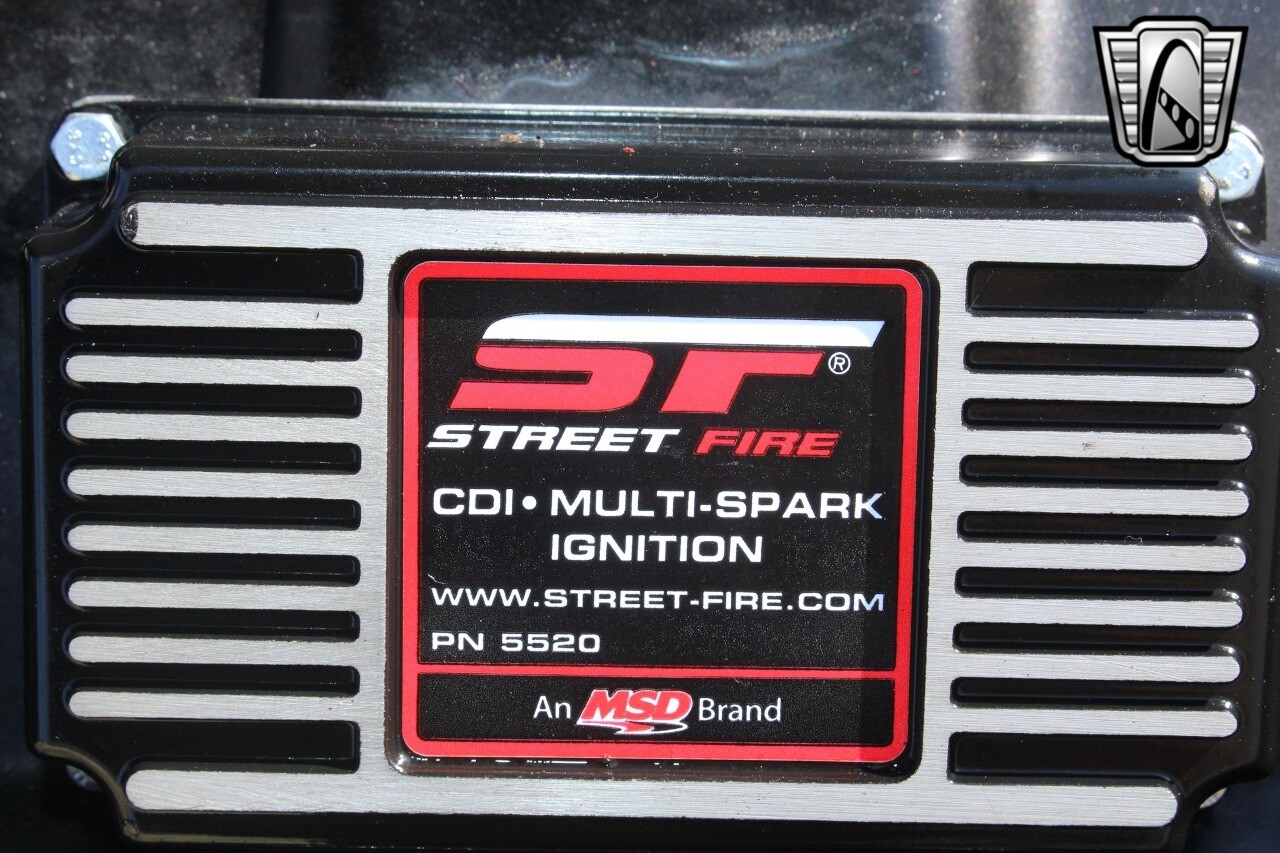 ST®
STREET FIRE
CDI • MULTI-SPARK
IGNITION
WWW.STREET-FIRE.COM
PN 5520
An MSD Brand